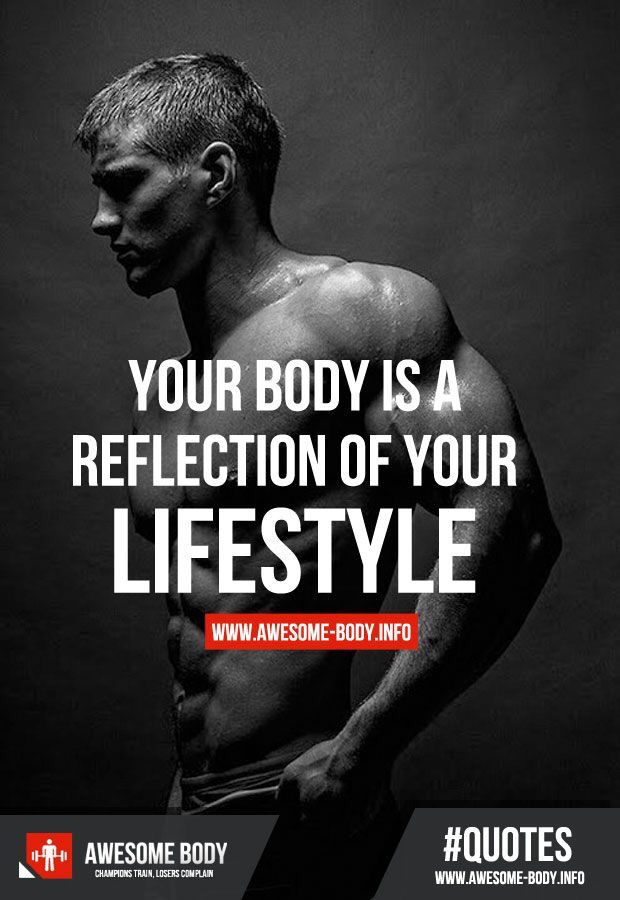 YOUR BODY IS A
REFLECTION OF YOUR
LIFESTYLE
WWW.AWESOME-BODY.INFO
AWESOME BODY
CHAMPIONS TRAIN, LOSERS COMPLAIN
#QUOTES
WWW.AWESOME-BODY.INFO